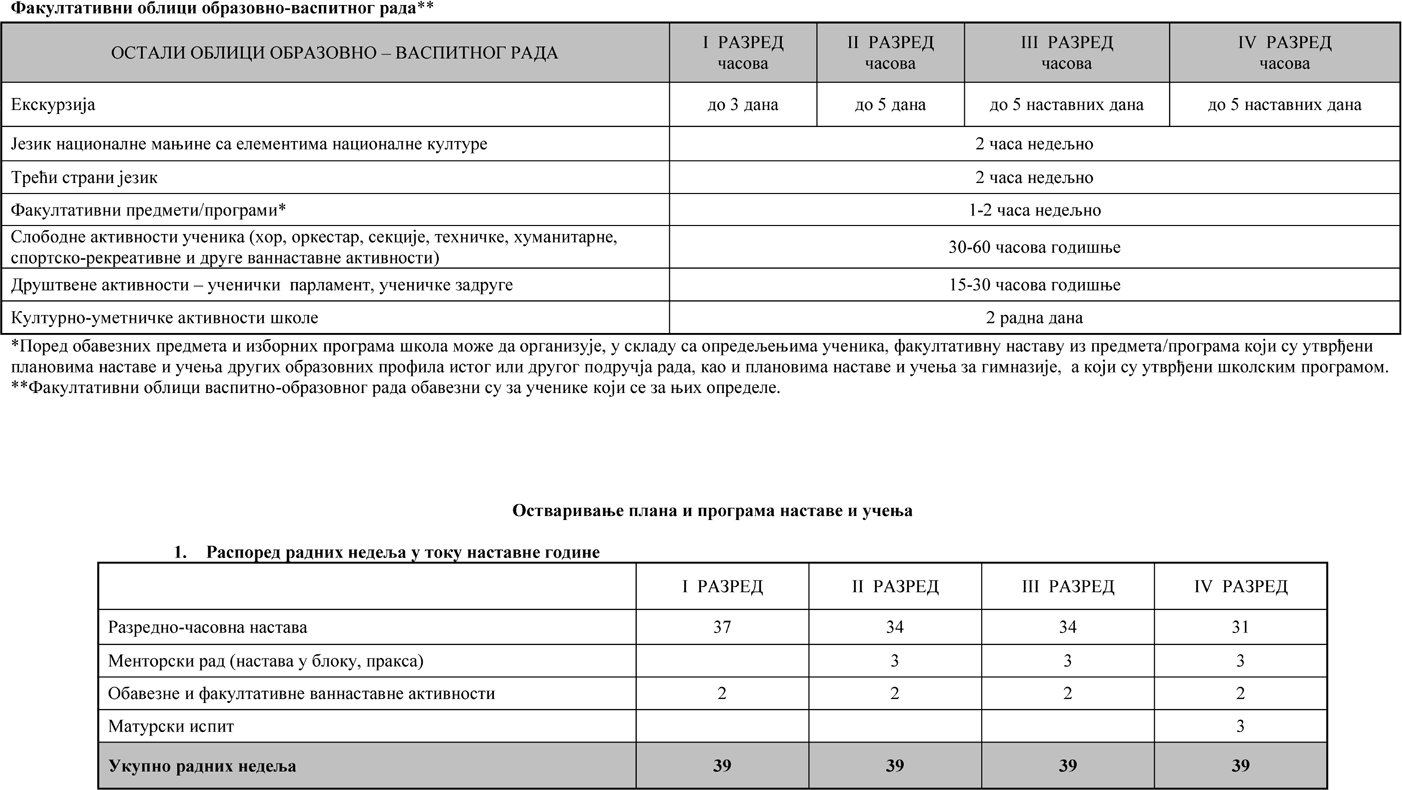 Факултативни облици образовно-васпитног рада**
ОСТАЛИ ОБЛИЦИ ОБРАЗОВНО – ВАСПИТНОГ РАДА I РАЗРЕД часова II РАЗРЕД часова III РАЗРЕД часова IV РАЗРЕД часова
Екскурзија до 3 дана до 5 дана до 5 наставних дана до 5 наставних дана
Језик националне мањине са елементима националне културе 2 часа недељно
Трећи страни језик 2 часа недељно
Факултативни предмети/програми* 1-2 часа недељно
Слободне активности ученика (хор, оркестар, секције, техничке, хуманитарне,
спортско-рекреативне и друге ваннаставне активности) 30-60 часова годишње
Друштвене активности – ученички парламент, ученичке задруге 15-30 часова годишње
Културно-уметничке активности школе 2 радна дана
*Поред обавезних предмета и изборних програма школа може да организује, у складу са опредељењима ученика, факултативну наставу из предмета/програма који су утврђени
плановима наставе и учења других образовних профила истог или другог подручја рада, као и плановима наставе и учења за гимназије, а који су утврђени школским програмом.
**Факултативни облици васпитно-образовног рада обавезни су за ученике који се за њих определе.
Остваривање плана и програма наставе и учења
1. Распоред радних недеља у току наставне године
I РАЗРЕД II РАЗРЕД III РАЗРЕД IV РАЗРЕД
Разредно-часовна настава 37 34 34 31
Менторски рад (настава у блоку, пракса) 3 3 3
Обавезне и факултативне ваннаставне активности 2 2 2 2
Матурски испит 3
Укупно радних недеља 39 39 39 39